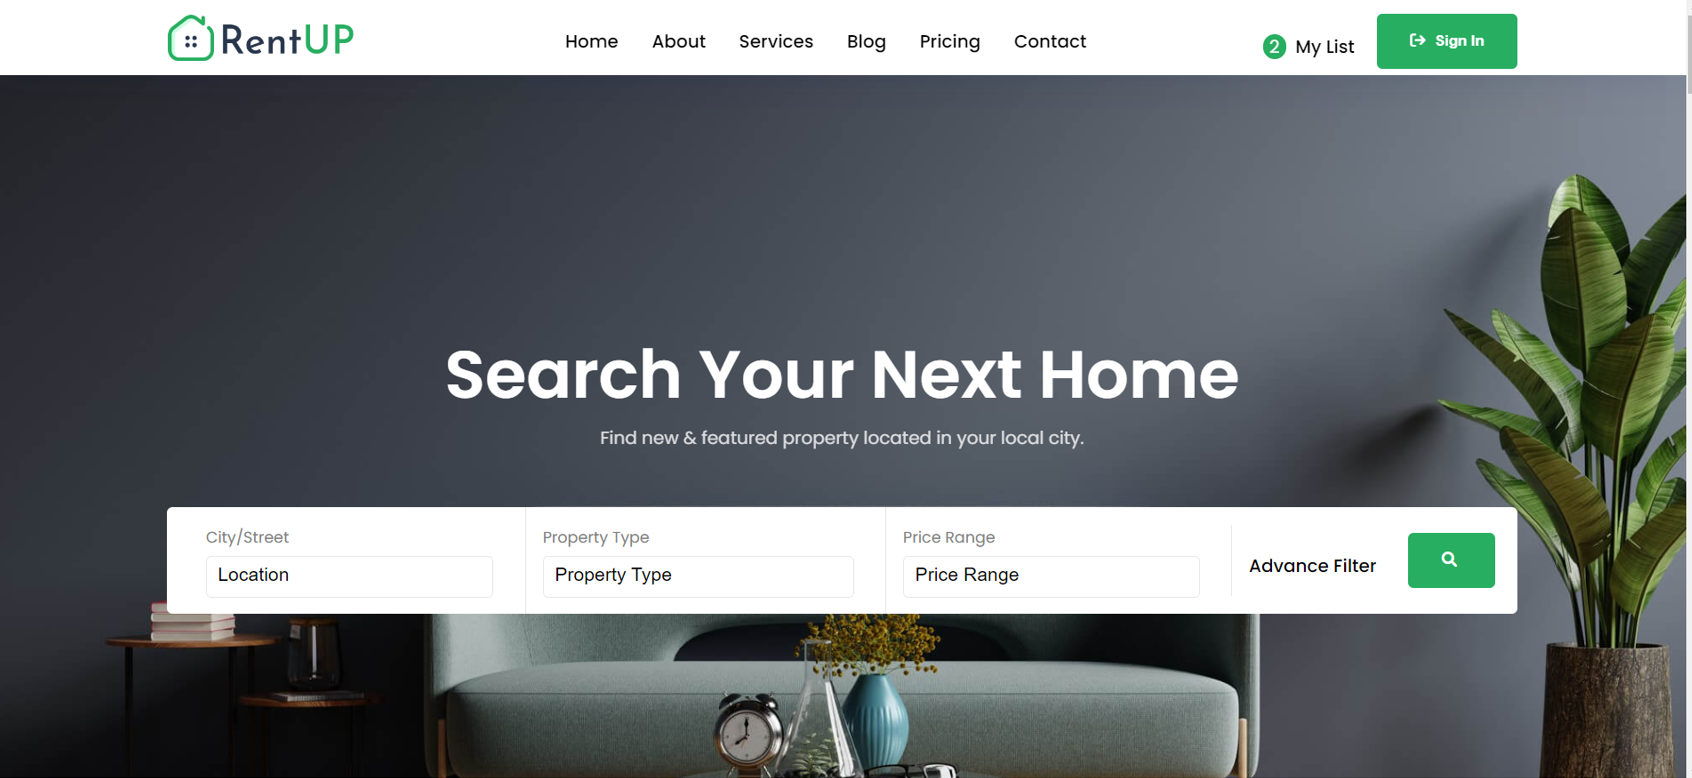 RentUP
Home About Services Blog Pricing Contact
2 My List
Sign In
Search Your Next Home
Find new & featured property located in your local city.
City/Street Property Type Price Range
Location Property Type Price Range Advance Filter